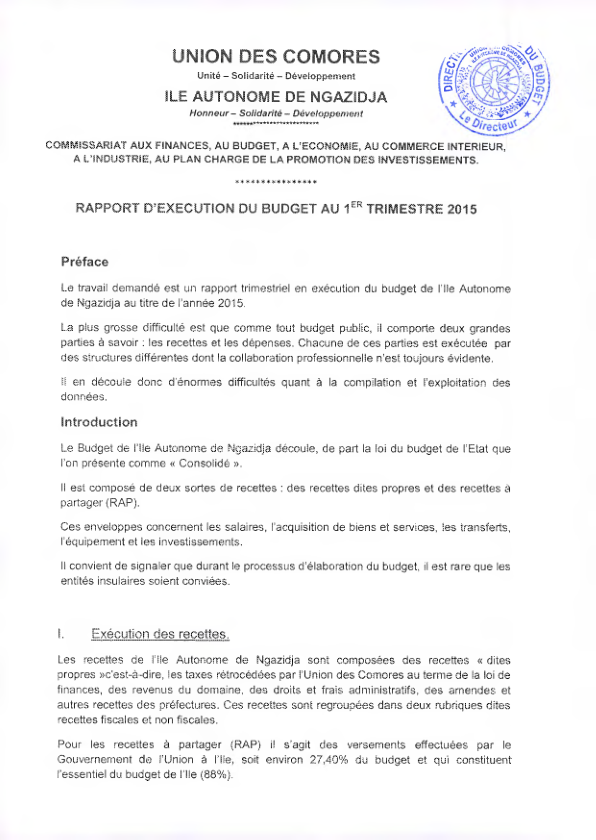 UNION DES COMORES
Unité – Solidarité – Développement
ILE AUTONOME DE NGAZIDJA
Honneur – Solidarité – Développement
********************
COMMISSARIAT AUX FINANCES, AU BUDGET, A L'ECONOMIE, AU COMMERCE INTERIEUR,
A L'INDUSTRIE, AU PLAN CHARGE DE LA PROMOTION DES INVESTISSEMENTS.
****************
RAPPORT D'EXECUTION DU BUDGET AU 1ER TRIMESTRE 2015
DU BUDGET
Le Directeur
Préface
Le travail demandé est un rapport trimestriel en exécution du budget de l'Ile Autonome
de Ngazidja au titre de l'année 2015.
La plus grosse difficulté est que comme tout budget public, il comporte deux grandes
parties à savoir : les recettes et les dépenses. Chacune de ces parties est exécutée par
des structures différentes dont la collaboration professionnelle n'est toujours évidente.
Il en découle donc d'énormes difficultés quant à la compilation et l'exploitation des
données.
Introduction
Le Budget de l'Ile Autonome de Ngazidja découle, de part la loi du budget de l'Etat que
l'on présente comme « Consolidé ».
Il est composé de deux sortes de recettes : des recettes dites propres et des recettes à
partager (RAP).
Ces enveloppes concernent les salaires, l'acquisition de biens et services, les transferts,
l'équipement et les investissements.
Il convient de signaler que durant le processus d'élaboration du budget, il est rare que les
entités insulaires soient conviées.
I. Exécution des recettes.
Les recettes de l'Ile Autonome de Ngazidja sont composées des recettes « dites
propres »c'est-à-dire, les taxes rétrocédées par l'Union des Comores au terme de la loi de
finances, des revenus du domaine, des droits et frais administratifs, des amendes et
autres recettes des préfectures. Ces recettes sont regroupées dans deux rubriques dites
recettes fiscales et non fiscales.
Pour les recettes à partager (RAP) il s'agit des versements effectuées par le
Gouvernement de l'Union à l'Ile, soit environ 27,40% du budget et qui constituent
l'essentiel du budget de l'Ile (88%).